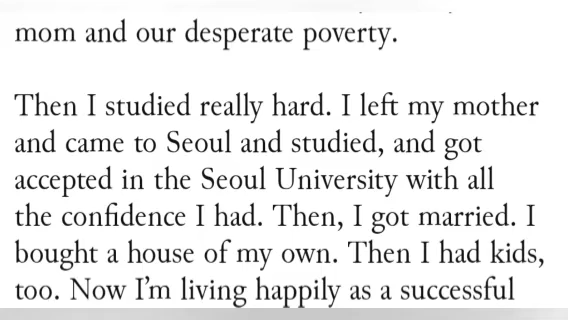 mom and our desperate poverty.
Then I studied really hard. I left my mother
and came to Seoul and studied, and got
accepted in the Seoul University with all
the confidence I had. Then, I got married. I
bought a house of my own. Then I had kids,
too. Now I’m living happily as a successful